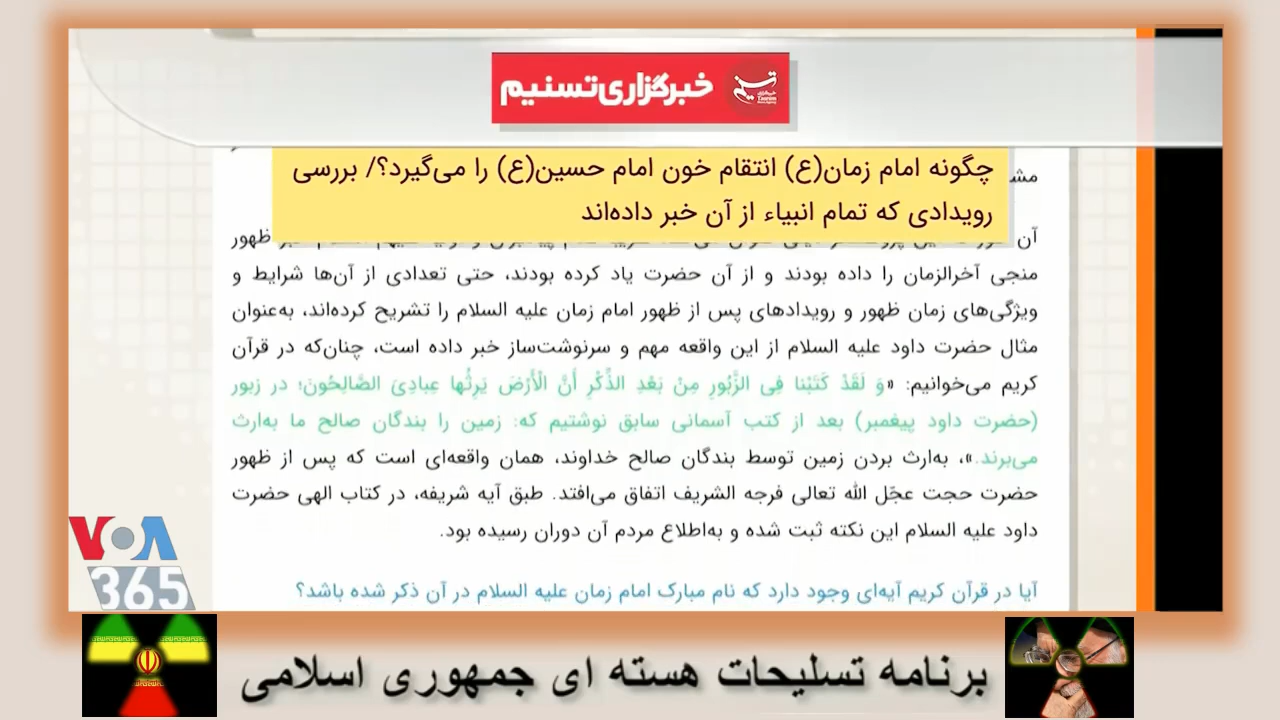 خبرگزاری تسنیم
تسنیم
خبرگزاری
Tasnim
چگونه امام زمان(ع) انتقام خون امام حسین(ع) را می‌گیرد؟/ بررسی
رویدادی که تمام انبیاء از آن خبر داده‌اند
آن ظهور
منجی آخرالزمان را داده بودند و از آن حضرت یاد کرده بودند، حتی تعدادی از آن‌ها شرایط و
ویژگی‌های زمان ظهور و رویدادهای پس از ظهور امام زمان علیه السلام را تشریح کرده‌اند، به‌عنوان
مثال حضرت داود علیه السلام از این واقعه مهم و سرنوشت‌ساز خبر داده است، چنان‌که در قرآن
کریم می‌خوانیم: «وَ لَقَدْ كَتَبْنا فِی الزَّبُورِ مِنْ بَعْدِ الذِّكْرِ أَنَّ الْأَرْضَ یَرِثُها عِبادِیَ الصَّالِحُونَ؛ در زبور
(حضرت داود پیغمبر) بعد از کتب آسمانی سابق نوشتیم که: زمین را بندگان صالح ما به‌ارث
می‌برند.»، به‌ارث بردن زمین توسط بندگان صالح خداوند، همان واقعه‌ای است که پس از ظهور
حضرت حجت عجّل الله تعالی فرجه الشریف اتفاق می‌افتد. طبق آیه شریفه، در کتاب الهی حضرت
داود علیه السلام این نکته ثبت شده و به‌اطلاع مردم آن دوران رسیده بود.
آیا در قرآن کریم آیه‌ای وجود دارد که نام مبارک امام زمان علیه السلام در آن ذکر شده باشد؟
VOA
365
برنامه تسلیحات هسته ای جمهوری اسلامی